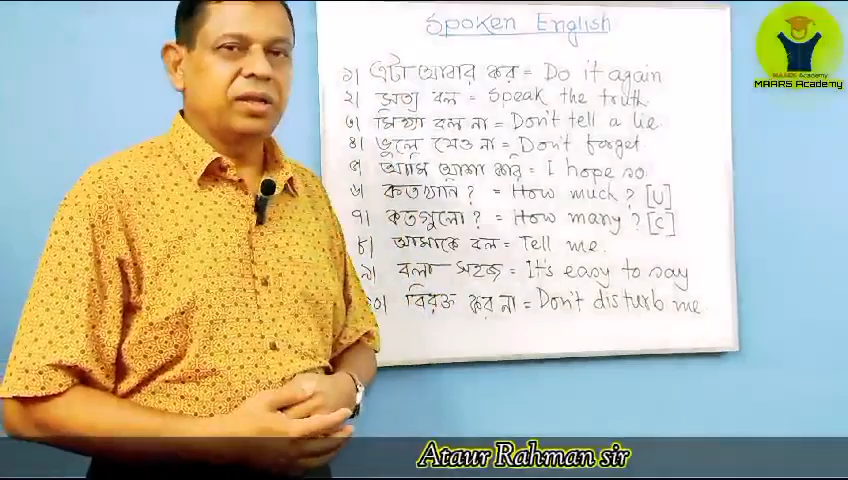 Spoken English
MAARS Academy
MAARS Academy
১) এটা আবার কর = Do it again
২) সত্য বল = Speak the truth
৩) মিথ্যা বল না = Don't tell a lie
৪) ভুলে যেও না = Don't forget
৫) আমি আশা করি = I hope so
৬) কতখানি ? = How much ? [U]
৭) কতগুলো ? = How many ? [C]
৮) আমাকে বল = Tell me.
৯) বলা সহজ = It's easy to say
১০) বিরক্ত কর না = Don't disturb me
Ataur Rahman sir